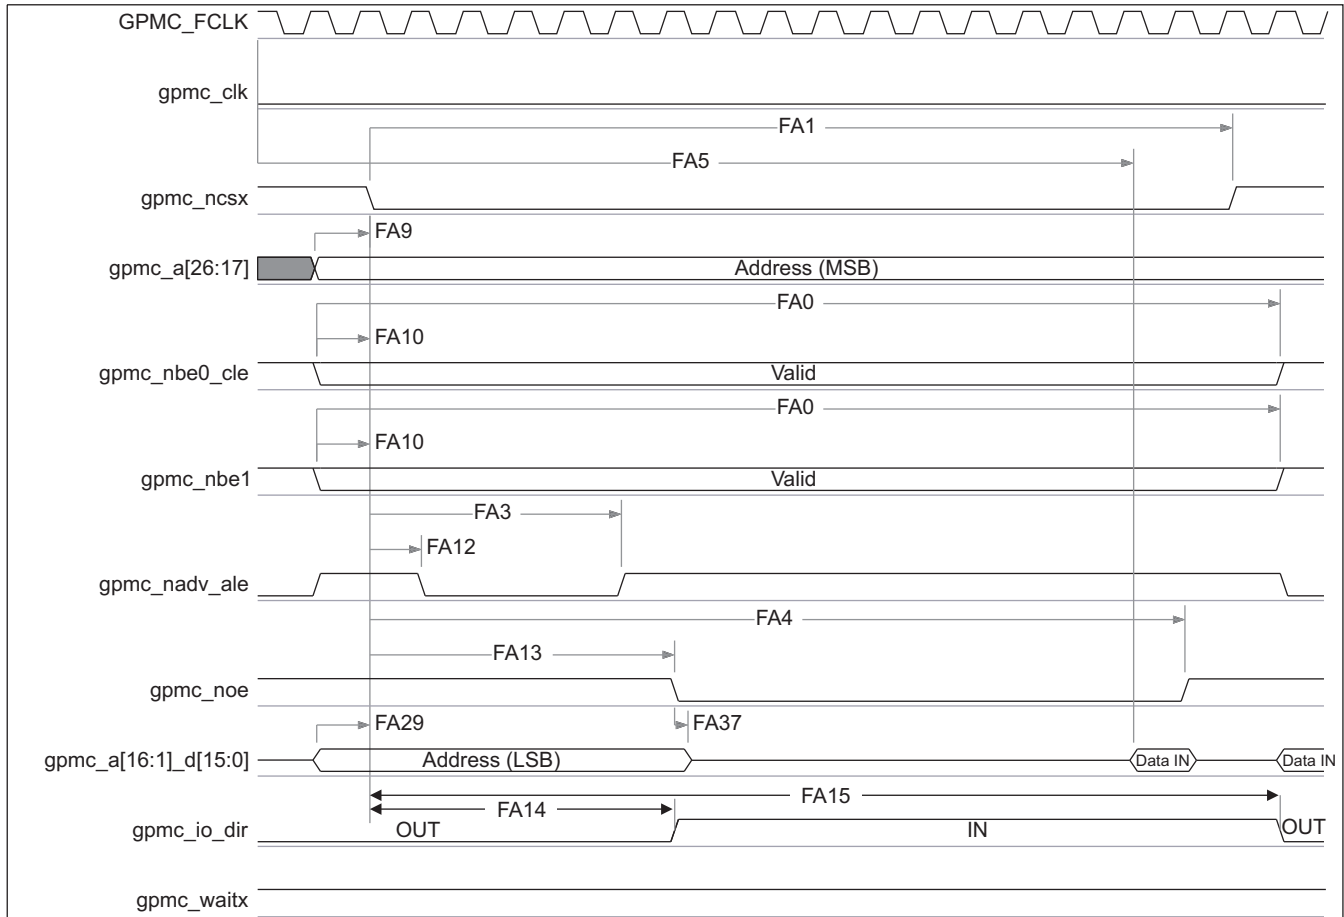 GPMC_FCLK
gpmc_clk
FA1
FA5
gpmc_ncsx
FA9
gpmc_a[26:17] Address (MSB)
FA0
FA10
gpmc_nbe0_cle Valid
FA0
FA10
gpmc_nbe1 Valid
FA3
FA12
gpmc_nadv_ale
FA4
FA13
gpmc_noe
FA29 FA37
gpmc_a[16:1]_d[15:0] Address (LSB) Data IN Data IN
FA15
FA14
gpmc_io_dir OUT IN OUT
gpmc_waitx